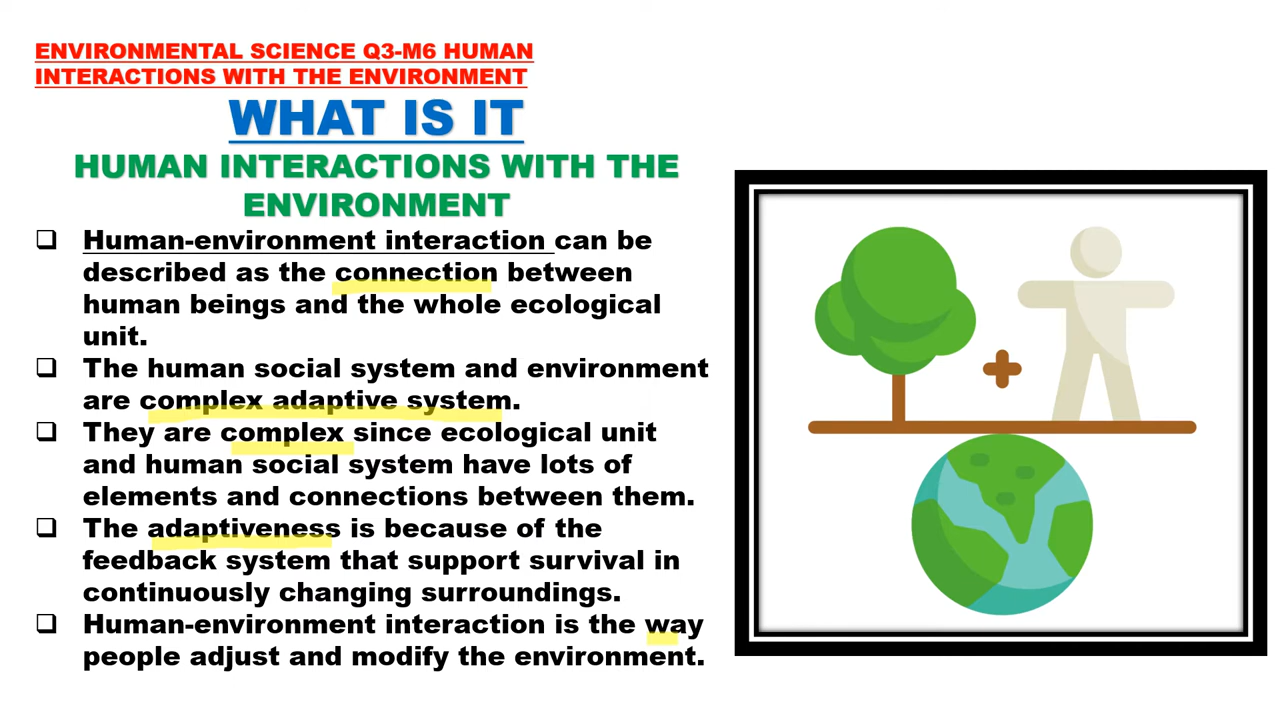 ENVIRONMENTAL SCIENCE Q3-M6 HUMAN
INTERACTIONS WITH THE ENVIRONMENT
WHAT IS IT
HUMAN INTERACTIONS WITH THE
ENVIRONMENT
❑ Human-environment interaction can be
described as the connection between
human beings and the whole ecological
unit.
❑ The human social system and environment
are complex adaptive system.
❑ They are complex since ecological unit
and human social system have lots of
elements and connections between them.
❑ The adaptiveness is because of the
feedback system that support survival in
continuously changing surroundings.
❑ Human-environment interaction is the way
people adjust and modify the environment.